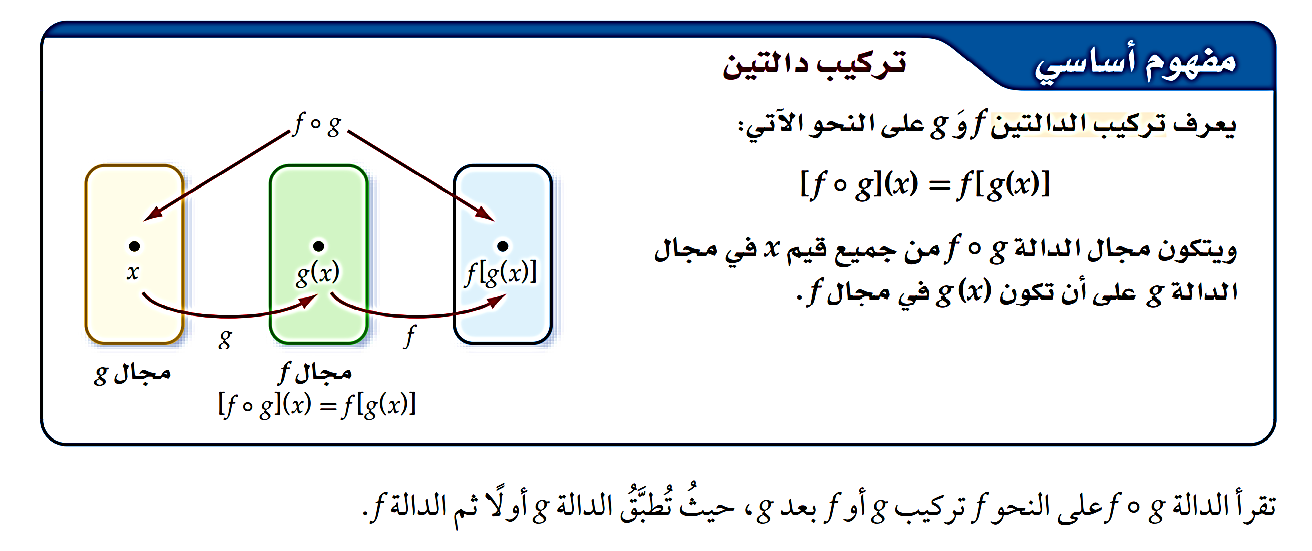 مفهوم أساسي
تركيب دالتين
يعرف تركيب الدالتين f وَ g على النحو الآتي:
[f ∘ g](x) = f[g(x)]
ويتكون مجال الدالة f ∘ g من جميع قيم x في مجال
الدالة g على أن تكون g(x) في مجال f.
f ∘ g
x
g(x)
f[g(x)]
g
f
مجال g
مجال f
[f ∘ g](x) = f[g(x)]
تقرأ الدالة f ∘ g على النحو f تركيب g أو f بعد g، حيثُ تُطبَّقُ الدالة g أولًا ثم الدالة f.